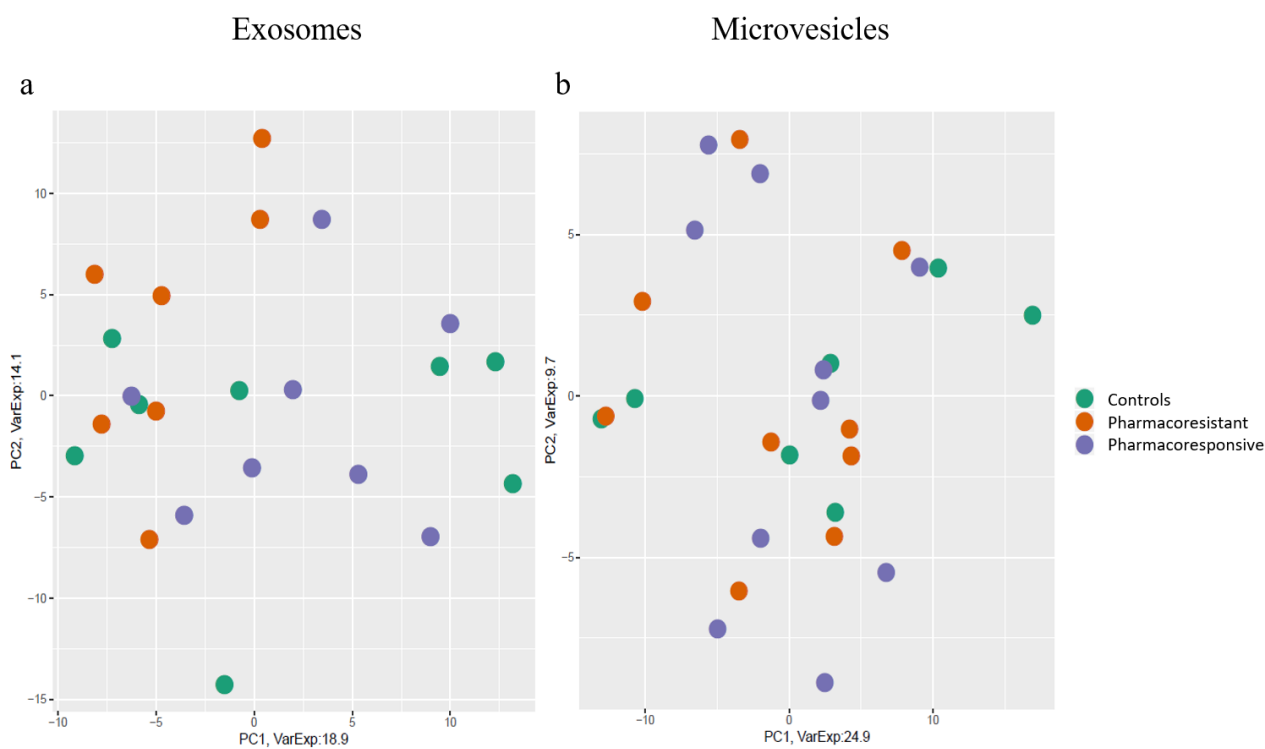 Exosomes
Microvesicles
a
b
10
5
0
−5
−10
−15
PC2, VarExp:14.1
−10
−5
0
5
10
PC1, VarExp:18.9
5
0
−5
PC2, VarExp:9.7
−10
0
10
PC1, VarExp:24.9
Controls
Pharmacoresistant
Pharmacoresponsive